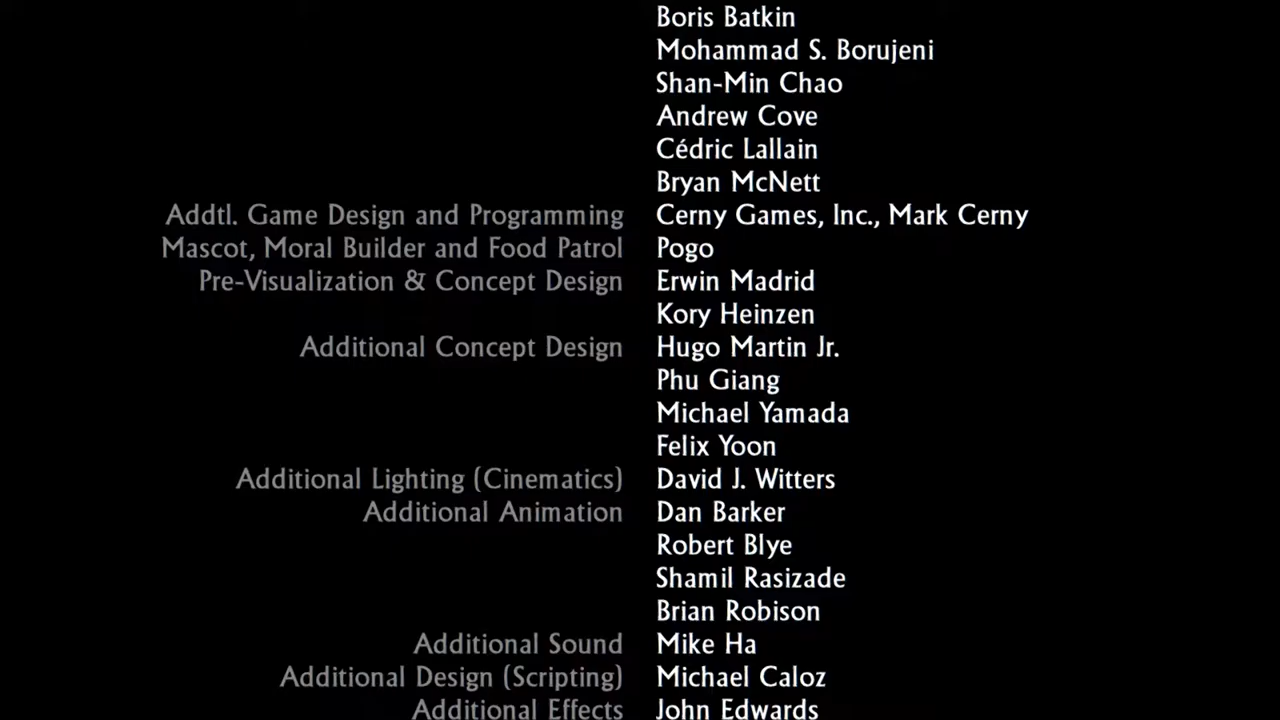 Boris Batkin
Mohammad S. Borujeni
Shan-Min Chao
Andrew Cove
Cédric Lallain
Bryan McNett
Addtl. Game Design and Programming Cerny Games, Inc., Mark Cerny
Mascot, Moral Builder and Food Patrol Pogo
Pre-Visualization & Concept Design Erwin Madrid
Kory Heinzen
Additional Concept Design Hugo Martin Jr.
Phu Giang
Michael Yamada
Felix Yoon
Additional Lighting (Cinematics) David J. Witters
Additional Animation Dan Barker
Robert Blye
Shamil Rasizade
Brian Robison
Additional Sound Mike Ha
Additional Design (Scripting) Michael Caloz
Additional Effects John Edwards